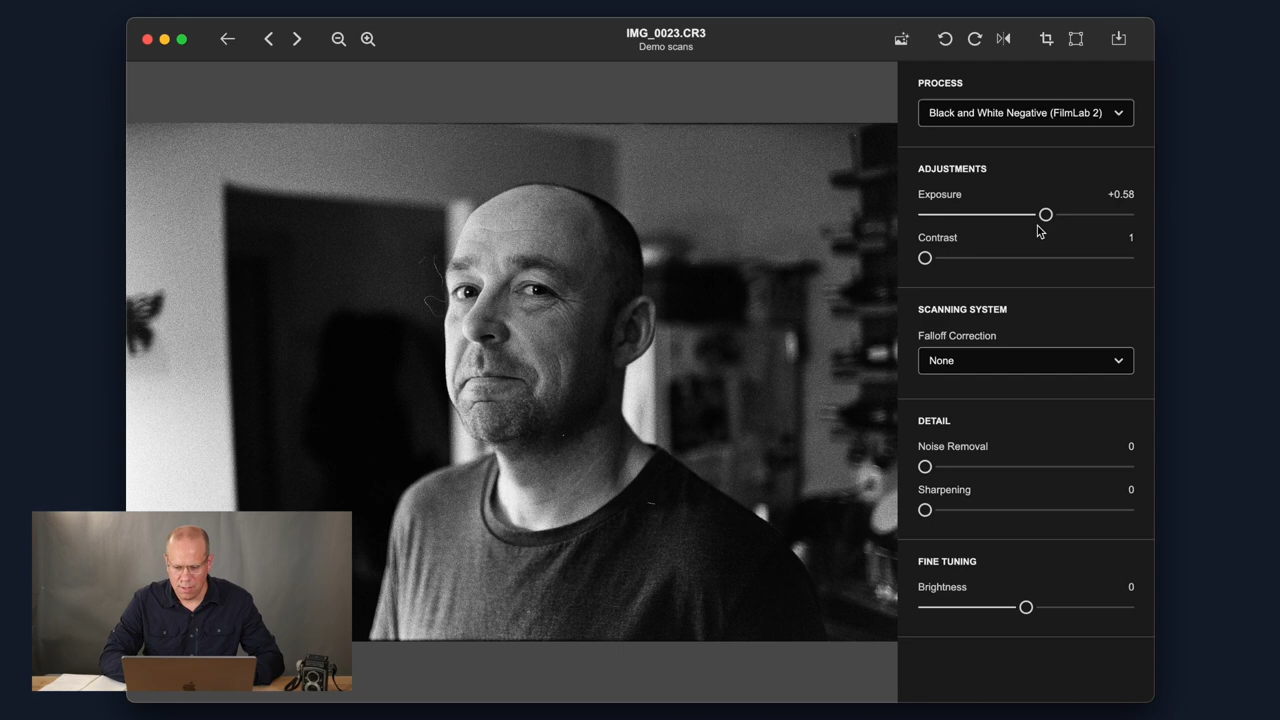 IMG_0023.CR3
Demo scans
PROCESS
Black and White Negative (FilmLab 2)
ADJUSTMENTS
Exposure +0.58
Contrast 1
SCANNING SYSTEM
Falloff Correction
None
DETAIL
Noise Removal 0
Sharpening 0
FINE TUNING
Brightness 0